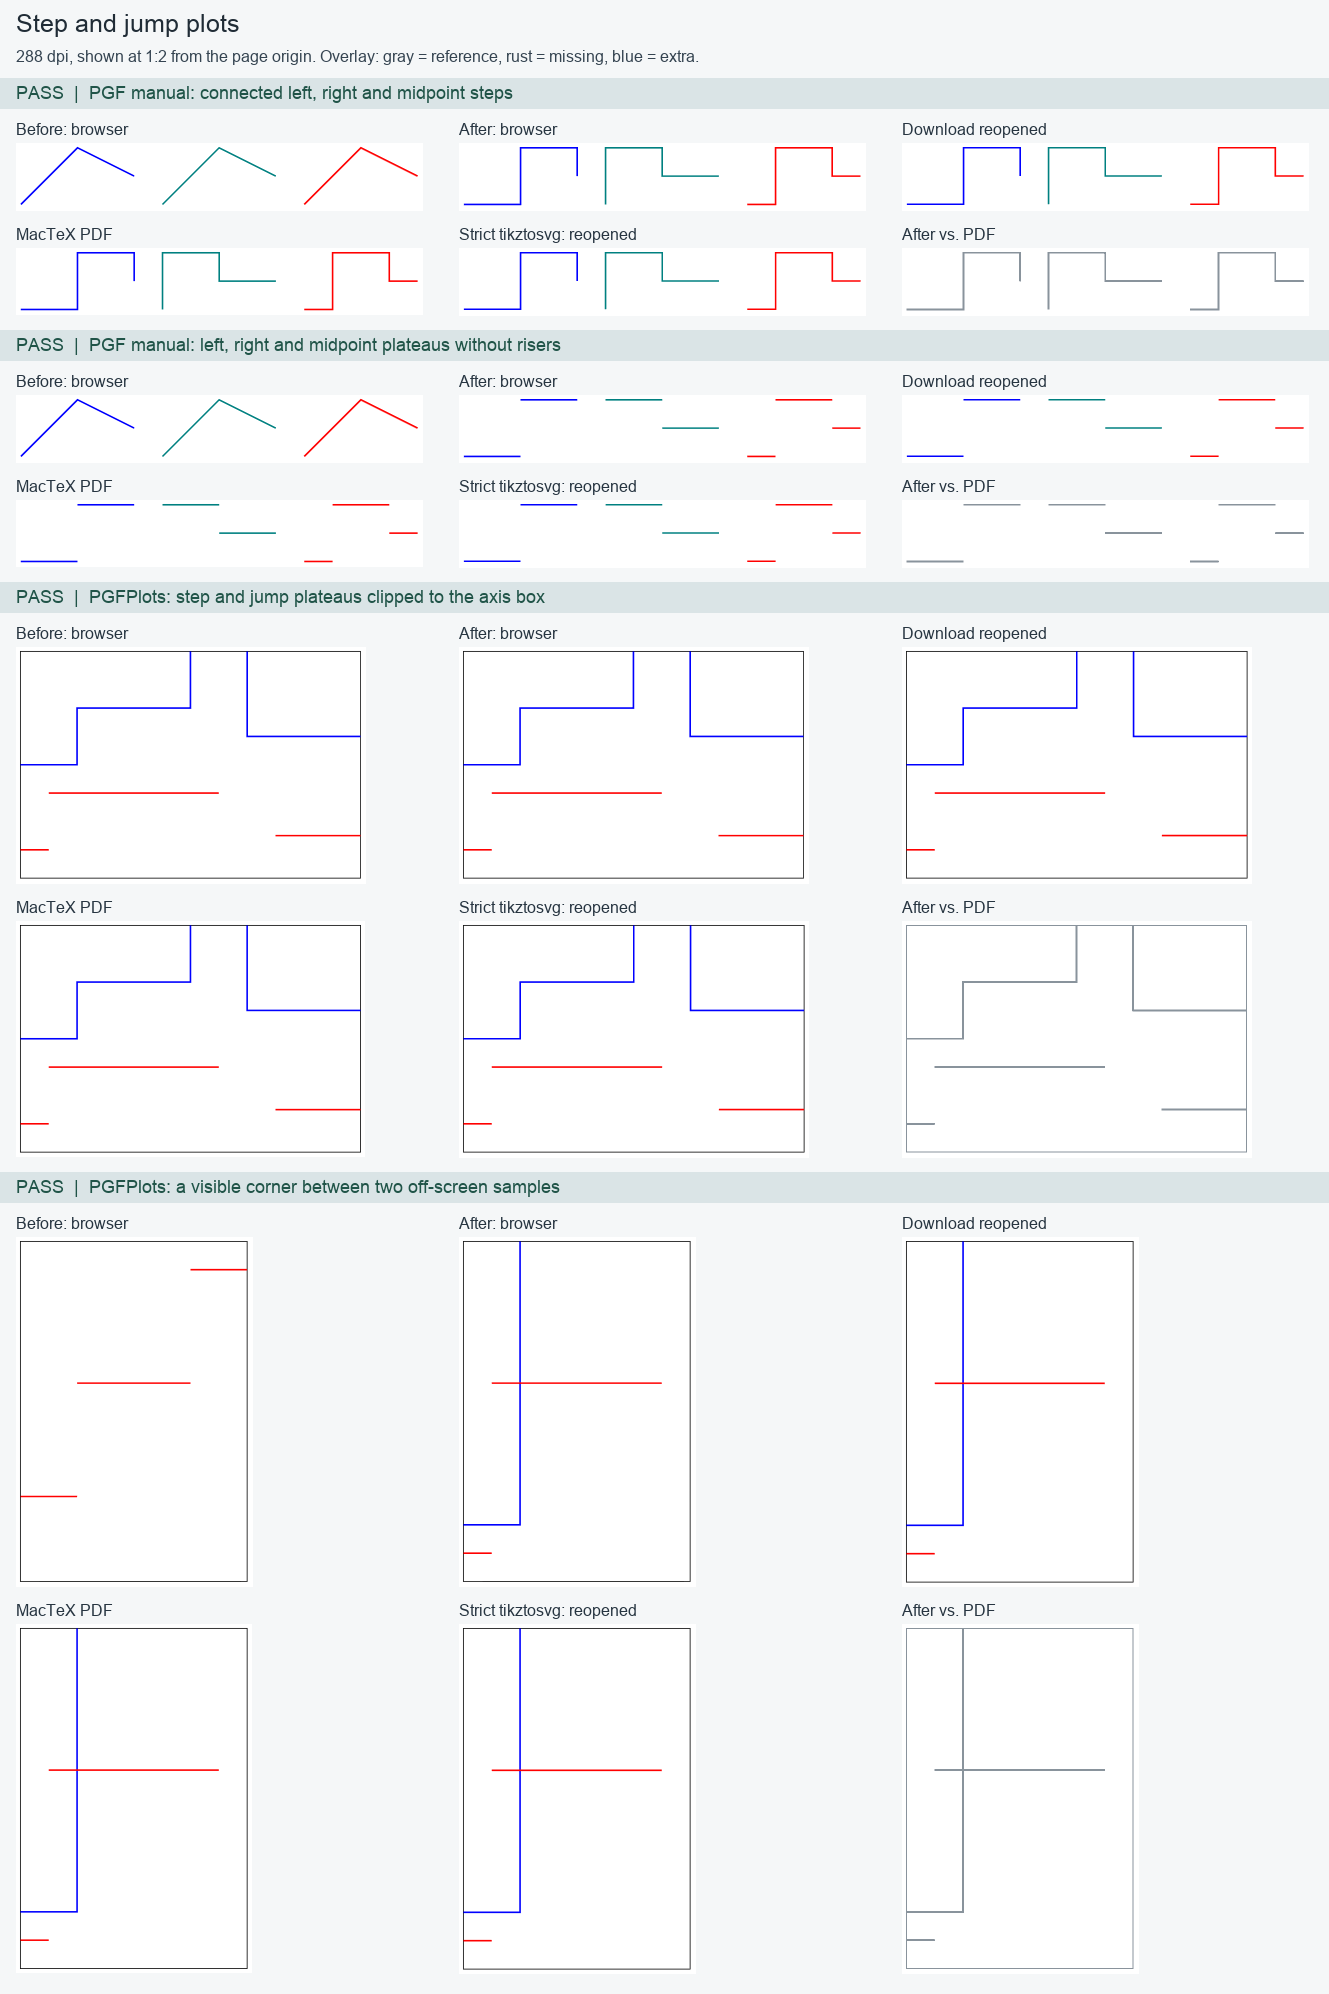 Step and jump plots
288 dpi, shown at 1:2 from the page origin. Overlay: gray = reference, rust = missing, blue = extra.
PASS | PGF manual: connected left, right and midpoint steps
Before: browser
After: browser
Download reopened
MacTeX PDF
Strict tikztosvg: reopened
After vs. PDF
PASS | PGF manual: left, right and midpoint plateaus without risers
Before: browser
After: browser
Download reopened
MacTeX PDF
Strict tikztosvg: reopened
After vs. PDF
PASS | PGFPlots: step and jump plateaus clipped to the axis box
Before: browser
After: browser
Download reopened
MacTeX PDF
Strict tikztosvg: reopened
After vs. PDF
PASS | PGFPlots: a visible corner between two off-screen samples
Before: browser
After: browser
Download reopened
MacTeX PDF
Strict tikztosvg: reopened
After vs. PDF